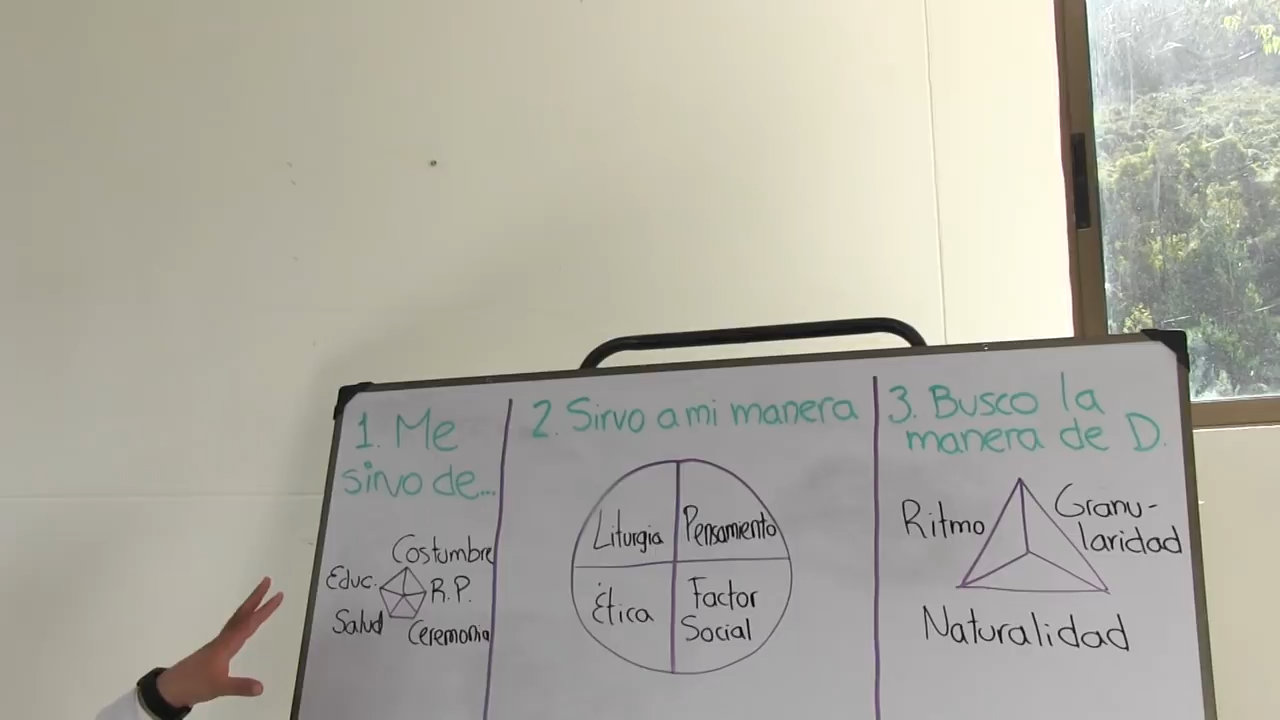 1. Me
sirvo de...
Costumbre
Educ.
R.P.
Salud
Ceremonia
2. Sirvo a mi manera
Liturgia
Pensamiento
Ética
Factor
Social
3. Busco la
manera de D.
Ritmo
Granu-
laridad
Naturalidad